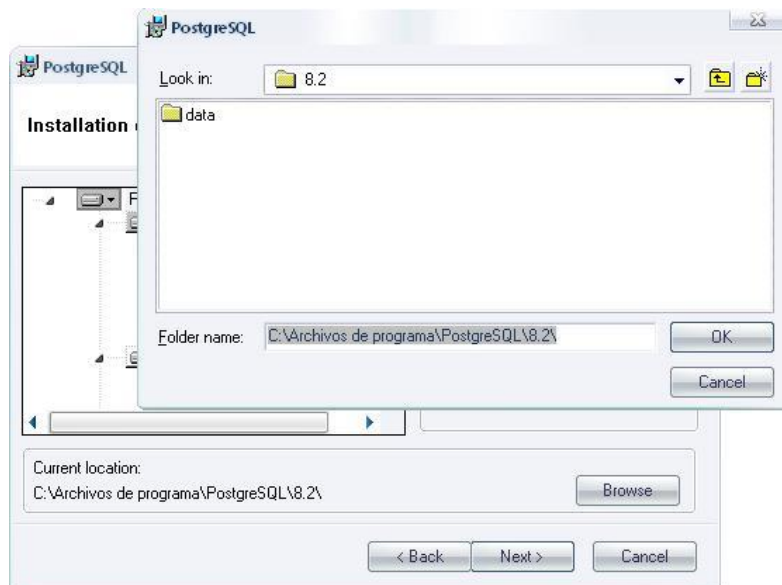 PostgreSQL
Look in: 8.2
data
Folder name: C:\Archivos de programa\PostgreSQL\8.2\
OK
Cancel
PostgreSQL
Installation
Current location:
C:\Archivos de programa\PostgreSQL\8.2\
Browse
< Back Next > Cancel